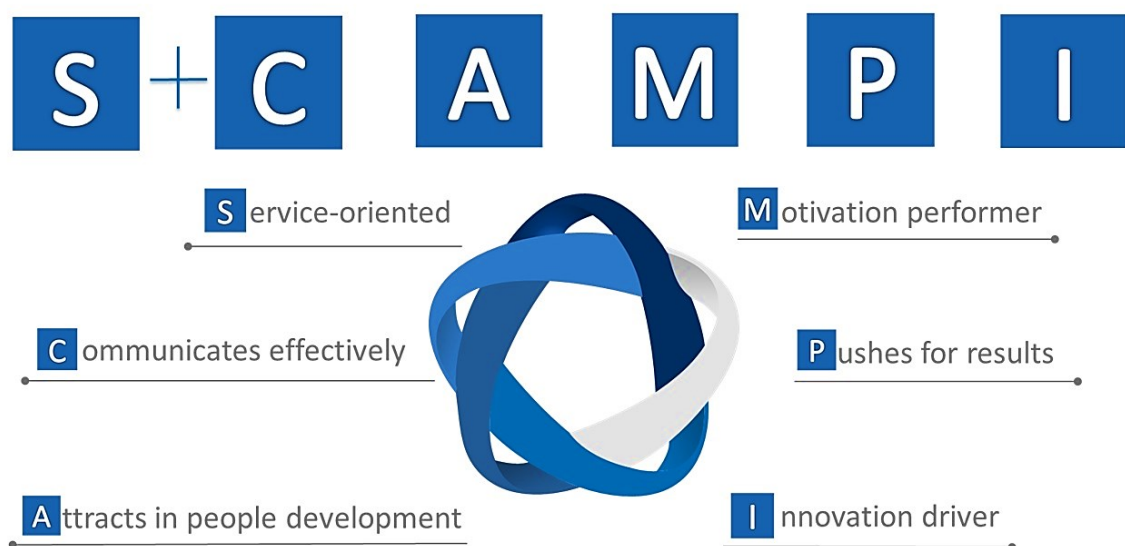 S + C A M P I
Service-oriented
Motivation performer
Communicates effectively
Pushes for results
Attracts in people development
Innovation driver